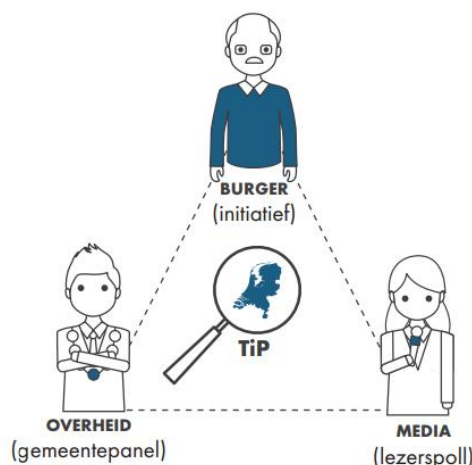 BURGER
(initiatief)
TiP
OVERHEID
(gemeentepanel)
MEDIA
(lezerspoll)